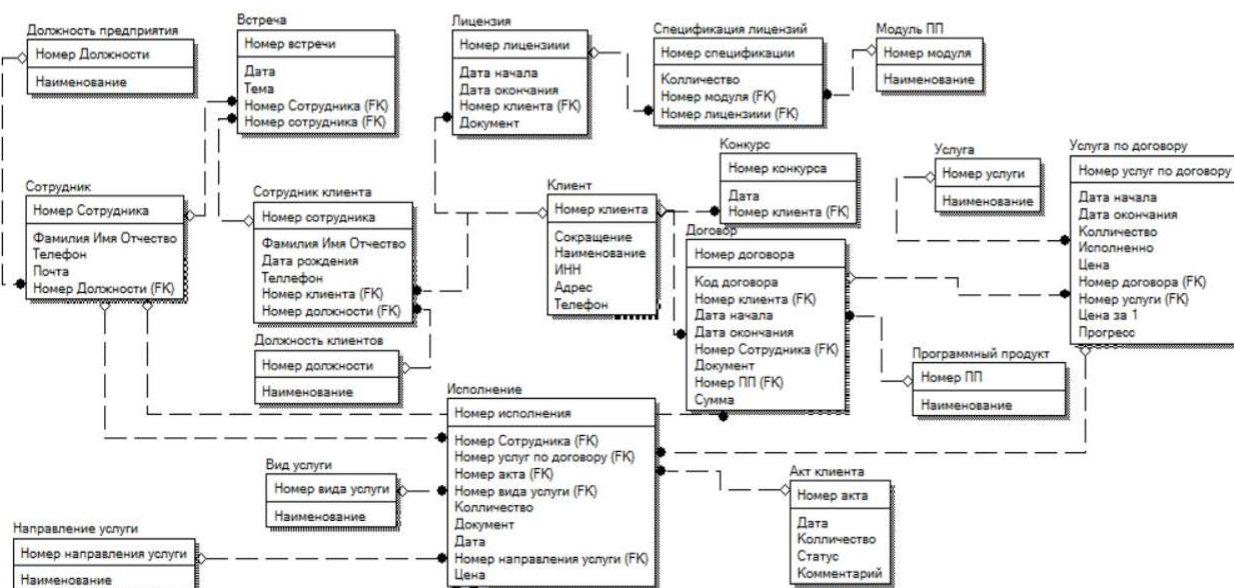 Должность предприятия
Номер Должности
Наименование
Встреча
Номер встречи
Дата
Тема
Номер Сотрудника (FK)
Номер сотрудника (FK)
Лицензия
Номер лицензиии
Дата начала
Дата окончания
Номер клиента (FK)
Документ
Спецификация лицензий
Номер спецификации
Колличество
Номер модуля (FK)
Номер лицензиии (FK)
Модуль ПП
Номер модуля
Наименование
Сотрудник
Номер Сотрудника
Фамилия Имя Отчество
Телефон
Почта
Номер Должности (FK)
Сотрудник клиента
Номер сотрудника
Фамилия Имя Отчество
Дата рождения
Теллефон
Номер клиента (FK)
Номер должности (FK)
Клиент
Номер клиента
Сокращение
Наименование
ИНН
Адрес
Телефон
Конкурс
Номер конкурса
Дата
Номер клиента (FK)
Договор
Номер договора
Код договора
Номер клиента (FK)
Дата начала
Дата окончания
Номер Сотрудника (FK)
Документ
Номер ПП (FK)
Сумма
Услуга
Номер услуги
Наименование
Услуга по договору
Номер услуг по договору
Дата начала
Дата окончания
Колличество
Исполненно
Цена
Номер договора (FK)
Номер услуги (FK)
Цена за 1
Прогресс
Должность клиентов
Номер должности
Наименование
Программный продукт
Номер ПП
Наименование
Исполнение
Номер исполнения
Номер Сотрудника (FK)
Номер услуг по договору (FK)
Номер акта (FK)
Номер вида услуги (FK)
Колличество
Документ
Дата
Номер направления услуги (FK)
Цена
Вид услуги
Номер вида услуги
Наименование
Акт клиента
Номер акта
Дата
Колличество
Статус
Комментарий
Направление услуги
Номер направления услуги
Наименование